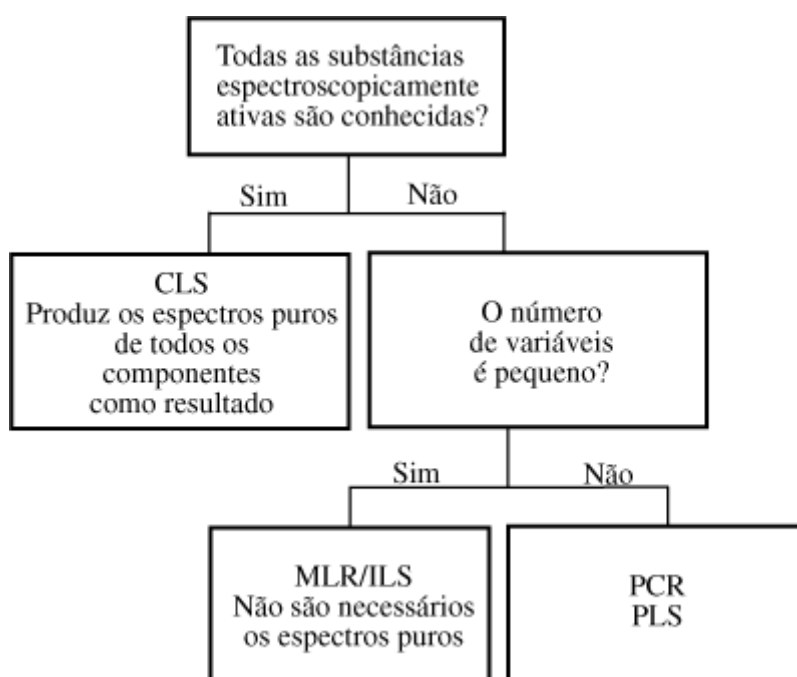 Todas as substâncias
espectroscopicamente
ativas são conhecidas?
Sim
Não
CLS
Produz os espectros puros
de todos os
componentes
como resultado
O número
de variáveis
é pequeno?
Sim
Não
MLR/ILS
Não são necessários
os espectros puros
PCR
PLS